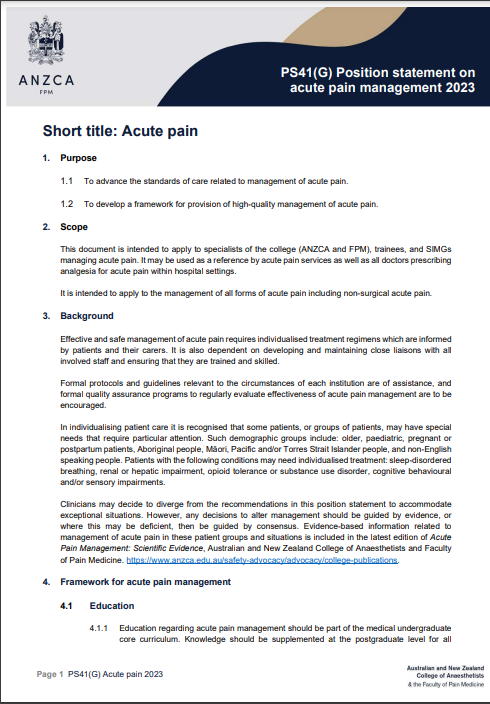 ANZCA
FPM
PS41(G) Position statement on
acute pain management 2023
Short title: Acute pain
1. Purpose
1.1 To advance the standards of care related to management of acute pain.
1.2 To develop a framework for provision of high-quality management of acute pain.
2. Scope
This document is intended to apply to specialists of the college (ANZCA and FPM), trainees, and SIMGs
managing acute pain. It may be used as a reference by acute pain services as well as all doctors prescribing
analgesia for acute pain within hospital settings.
It is intended to apply to the management of all forms of acute pain including non-surgical acute pain.
3. Background
Effective and safe management of acute pain requires individualised treatment regimens which are informed
by patients and their carers. It is also dependent on developing and maintaining close liaisons with all
involved staff and ensuring that they are trained and skilled.
Formal protocols and guidelines relevant to the circumstances of each institution are of assistance, and
formal quality assurance programs to regularly evaluate effectiveness of acute pain management are to be
encouraged.
In individualising patient care it is recognised that some patients, or groups of patients, may have special
needs that require particular attention. Such demographic groups include: older, paediatric, pregnant or
postpartum patients, Aboriginal people, Māori, Pacific and/or Torres Strait Islander people, and non-English
speaking people. Patients with the following conditions may need individualised treatment: sleep-disordered
breathing, renal or hepatic impairment, opioid tolerance or substance use disorder, cognitive behavioural
and/or sensory impairments.
Clinicians may decide to diverge from the recommendations in this position statement to accommodate
exceptional situations. However, any decisions to alter management should be guided by evidence, or
where this may be deficient, then be guided by consensus. Evidence-based information related to
management of acute pain in these patient groups and situations is included in the latest edition of Acute
Pain Management: Scientific Evidence, Australian and New Zealand College of Anaesthetists and Faculty
of Pain Medicine. https://www.anzca.edu.au/safety-advocacy/advocacy/college-publications.
4. Framework for acute pain management
4.1 Education
4.1.1 Education regarding acute pain management should be part of the medical undergraduate
core curriculum. Knowledge should be supplemented at the postgraduate level for all
Page 1 PS41(G) Acute pain 2023
Australian and New Zealand
College of Anaesthetists
& the Faculty of Pain Medicine